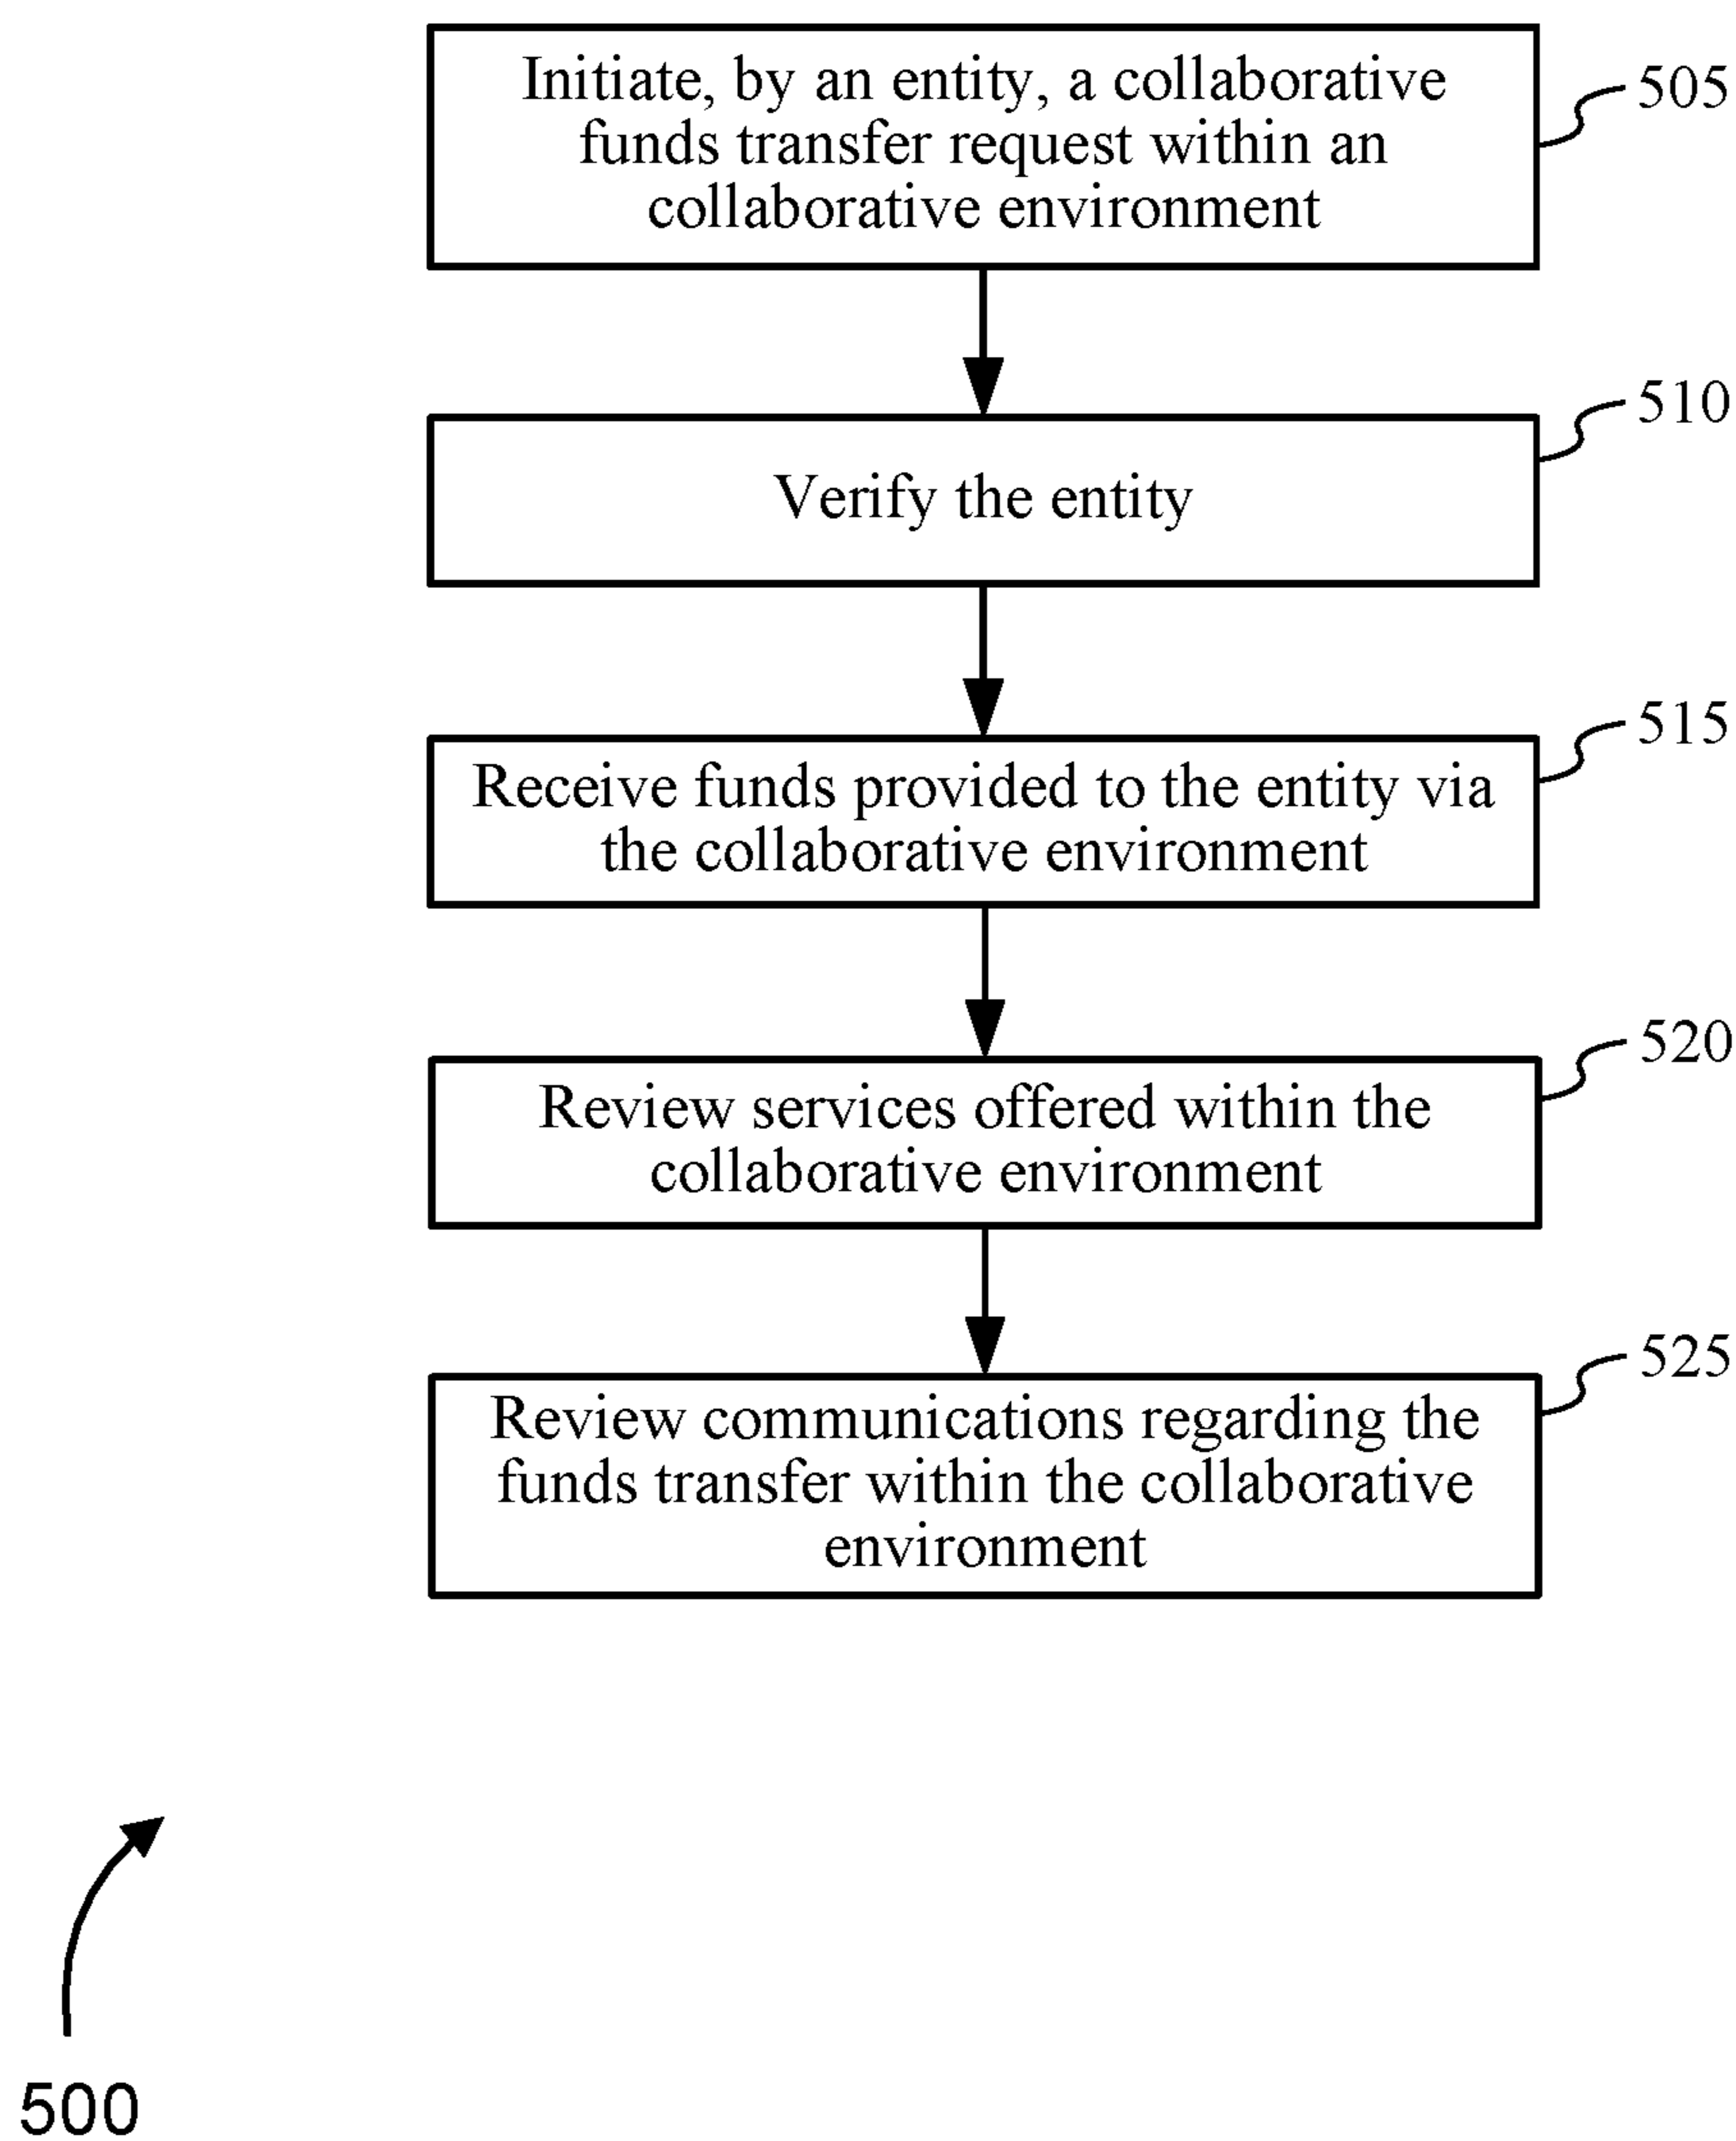 Initiate, by an entity, a collaborative
funds transfer request within an
collaborative environment
505
Verify the entity
510
Receive funds provided to the entity via
the collaborative environment
515
Review services offered within the
collaborative environment
520
Review communications regarding the
funds transfer within the collaborative
environment
525
500